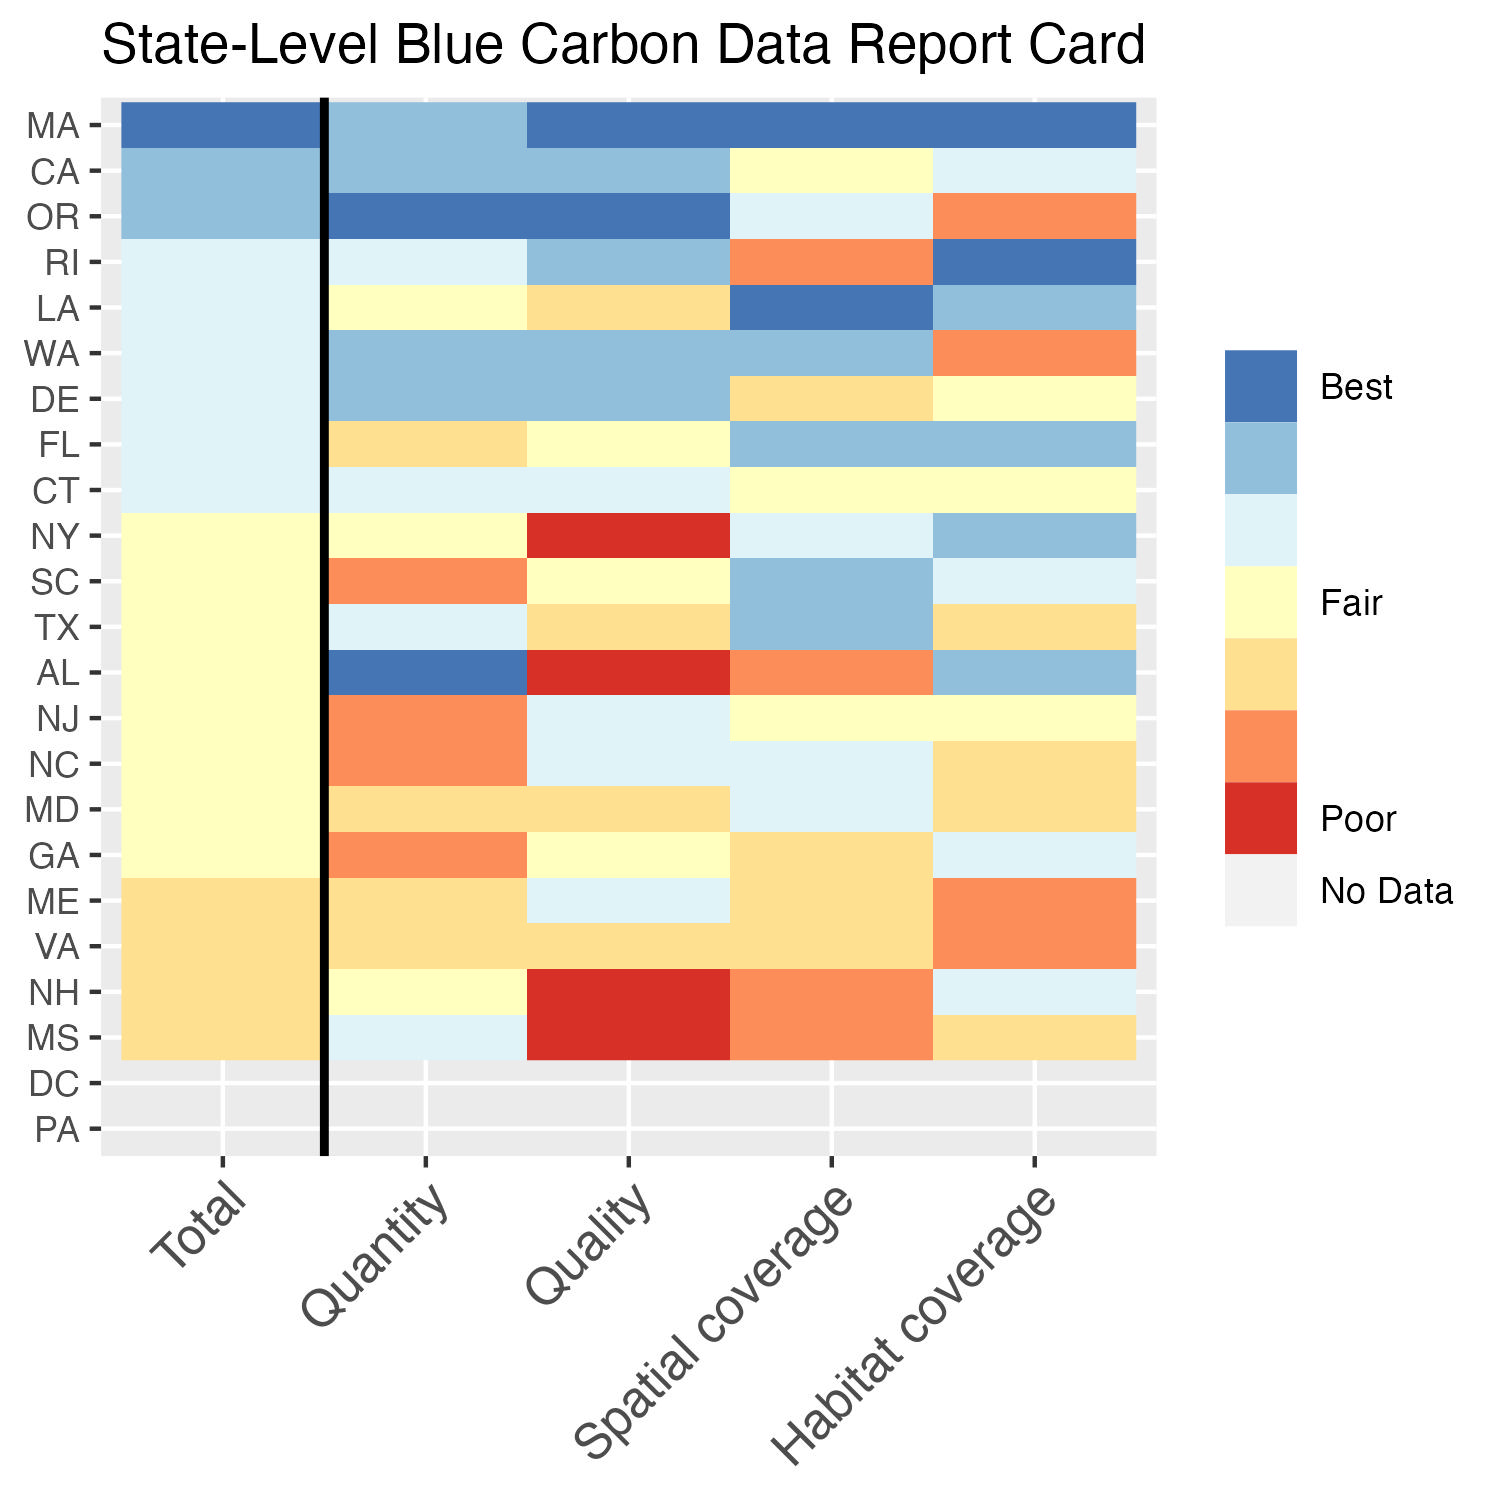 State-Level Blue Carbon Data Report Card
MA
CA
OR
RI
LA
WA
DE
FL
CT
NY
SC
TX
AL
NJ
NC
MD
GA
ME
VA
NH
MS
DC
PA
Total
Quantity
Quality
Spatial coverage
Habitat coverage
Best
Fair
Poor
No Data